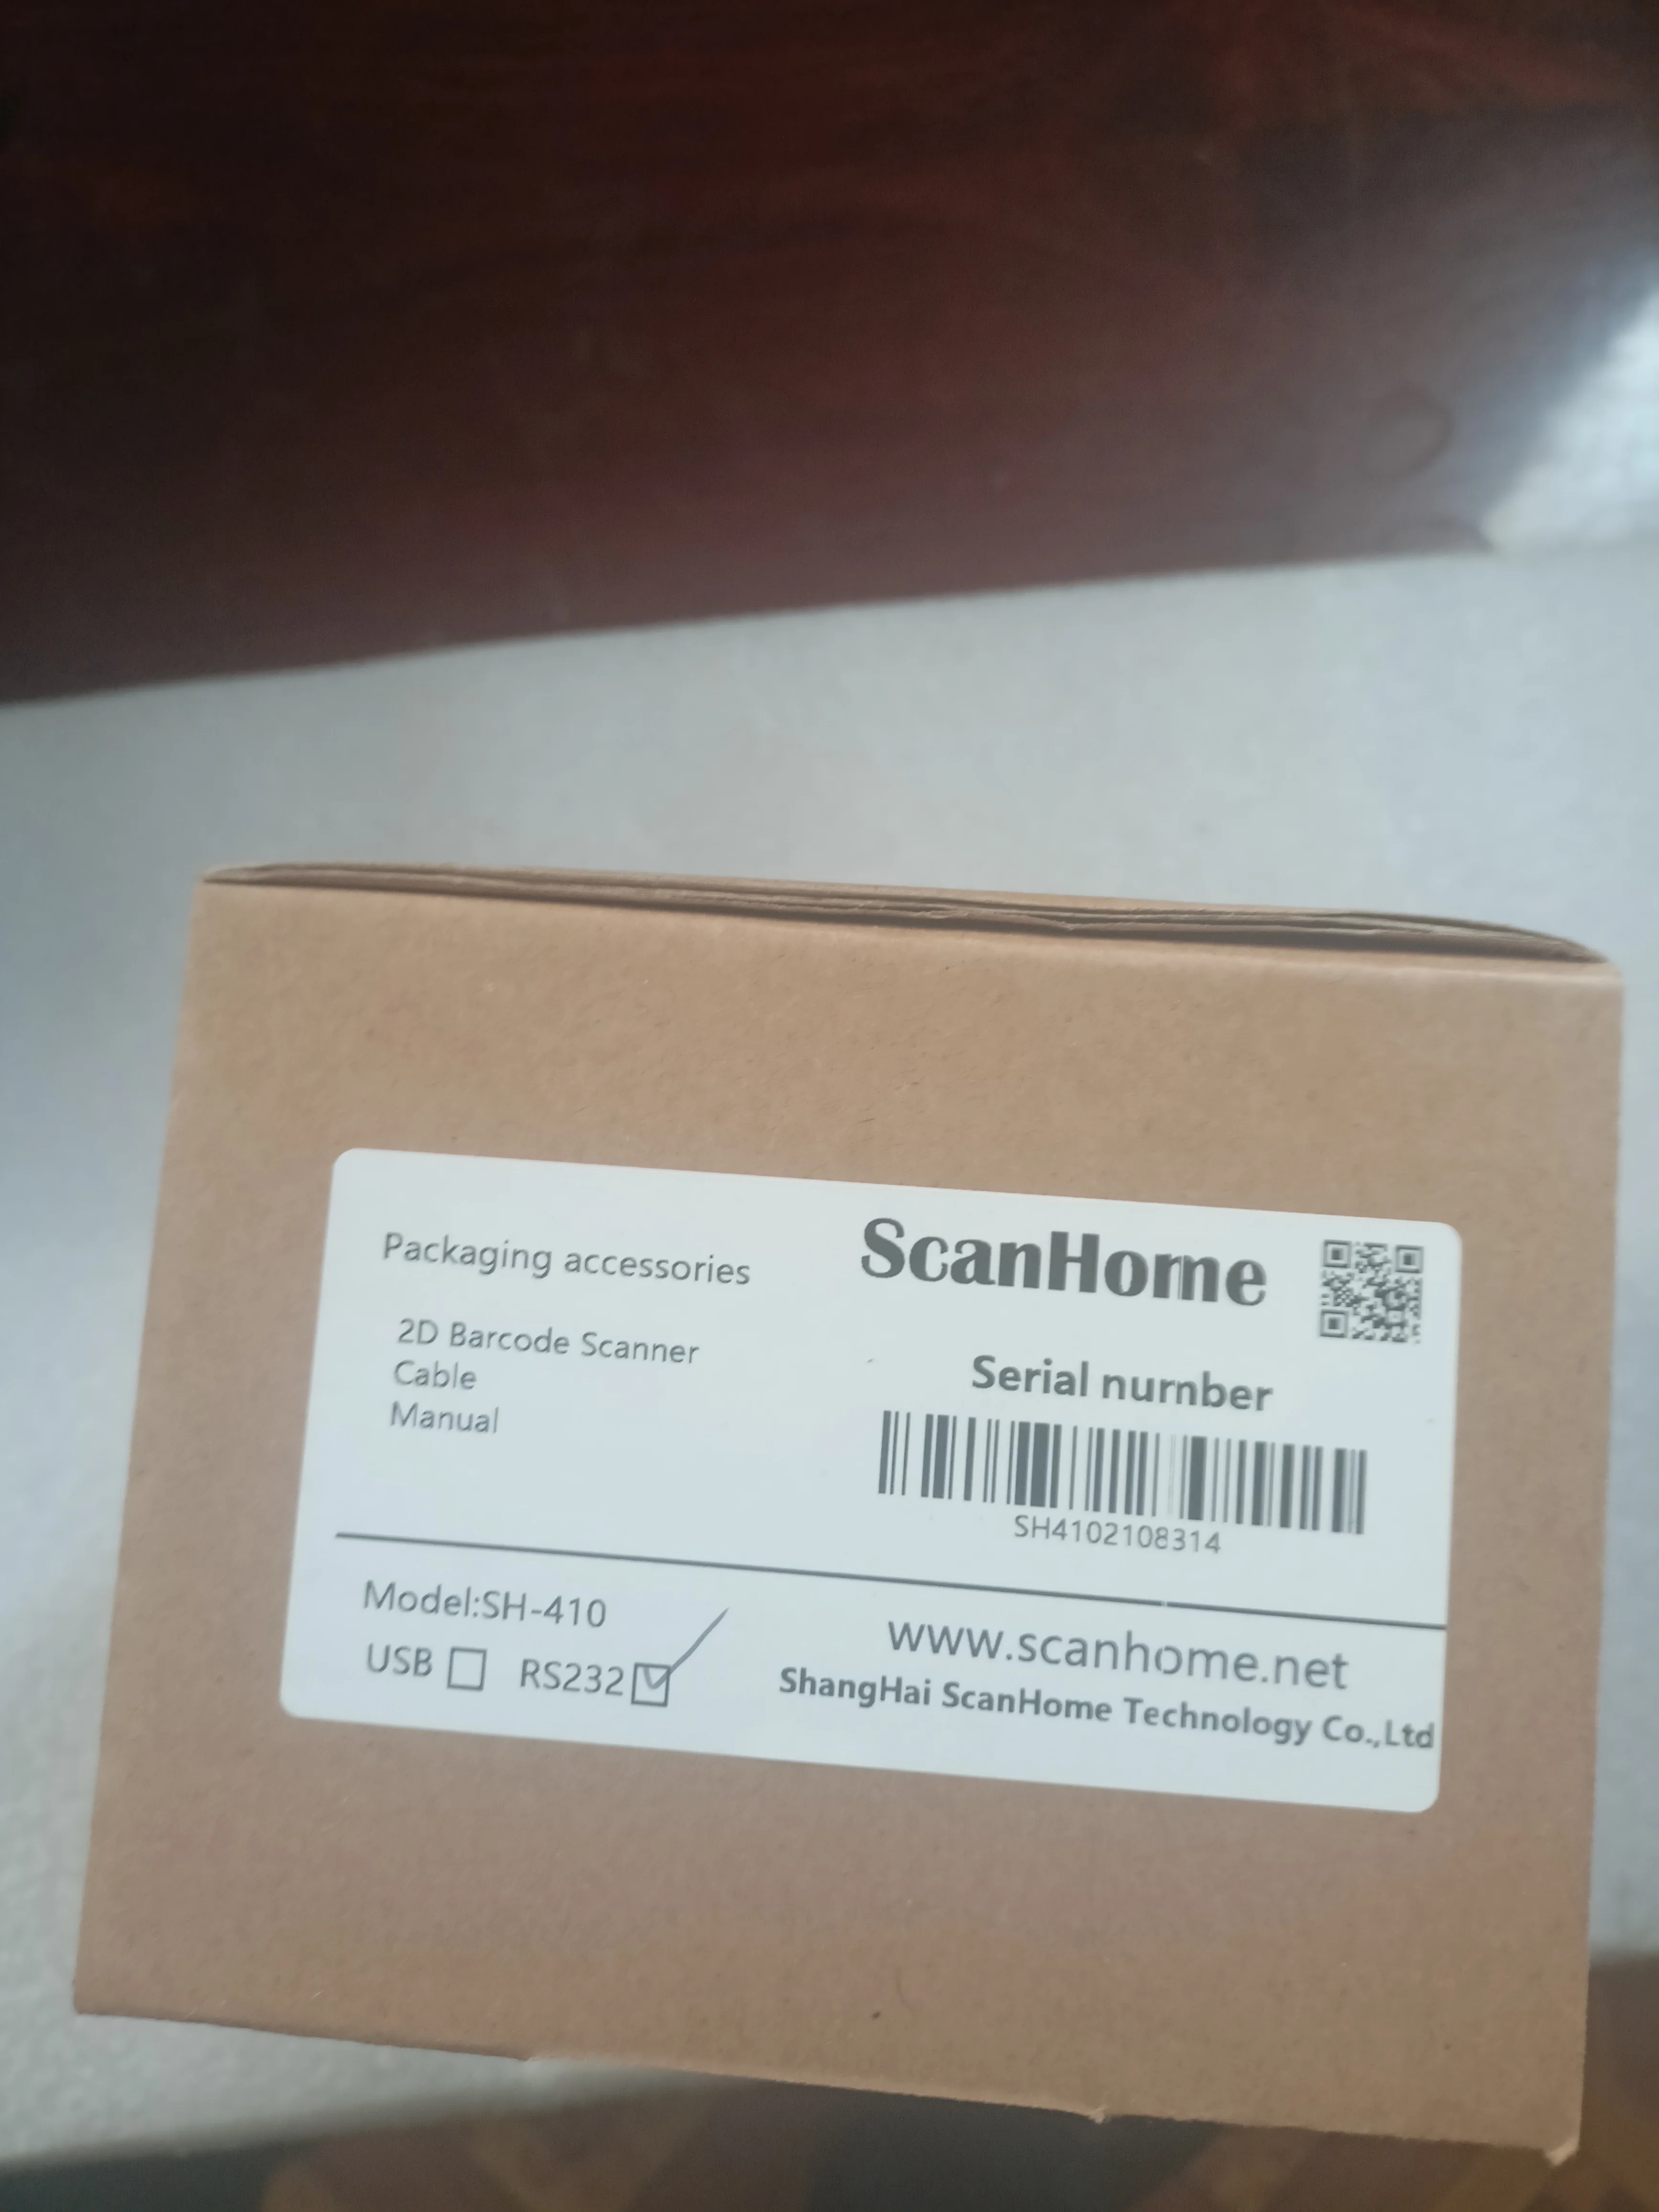 Packaging accessories
2D Barcode Scanner
Cable
Manual
ScanHome
Serial nurnber
SH4102108314
Model:SH-410
USB RS232
www.scanhome.net
ShangHai ScanHome Technology Co.,Ltd